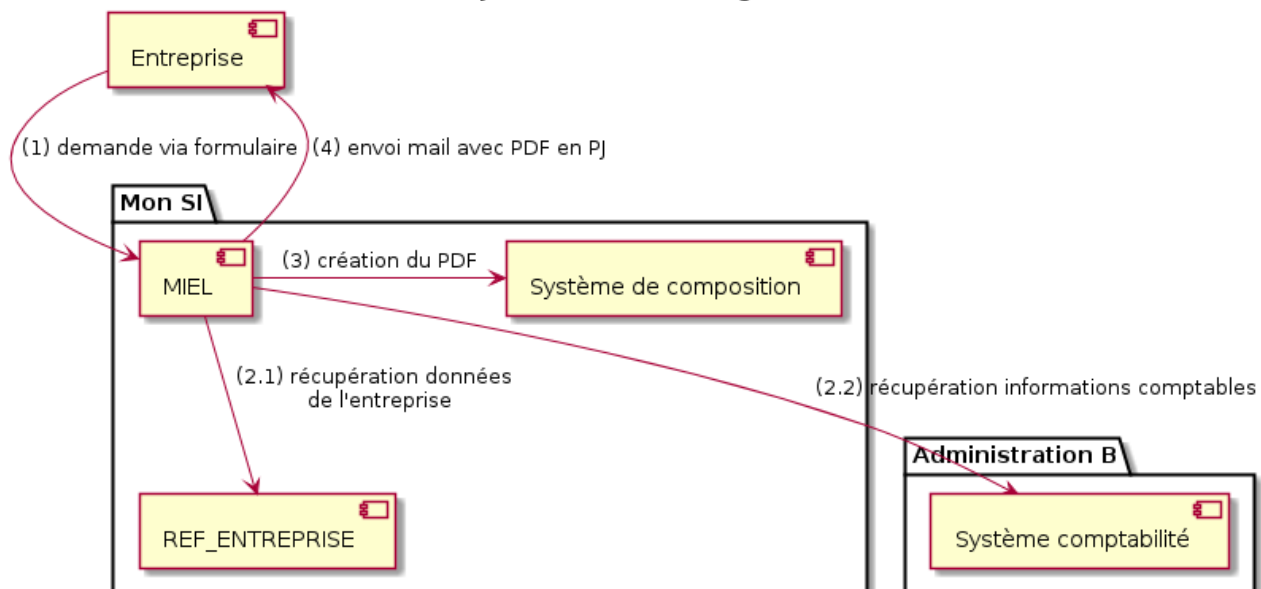 Entreprise
(1) demande via formulaire
(4) envoi mail avec PDF en PJ
Mon SI
MIEL
(3) création du PDF
Système de composition
(2.1) récupération données
de l'entreprise
(2.2) récupération informations comptables
Administration B
REF_ENTREPRISE
Système comptabilité